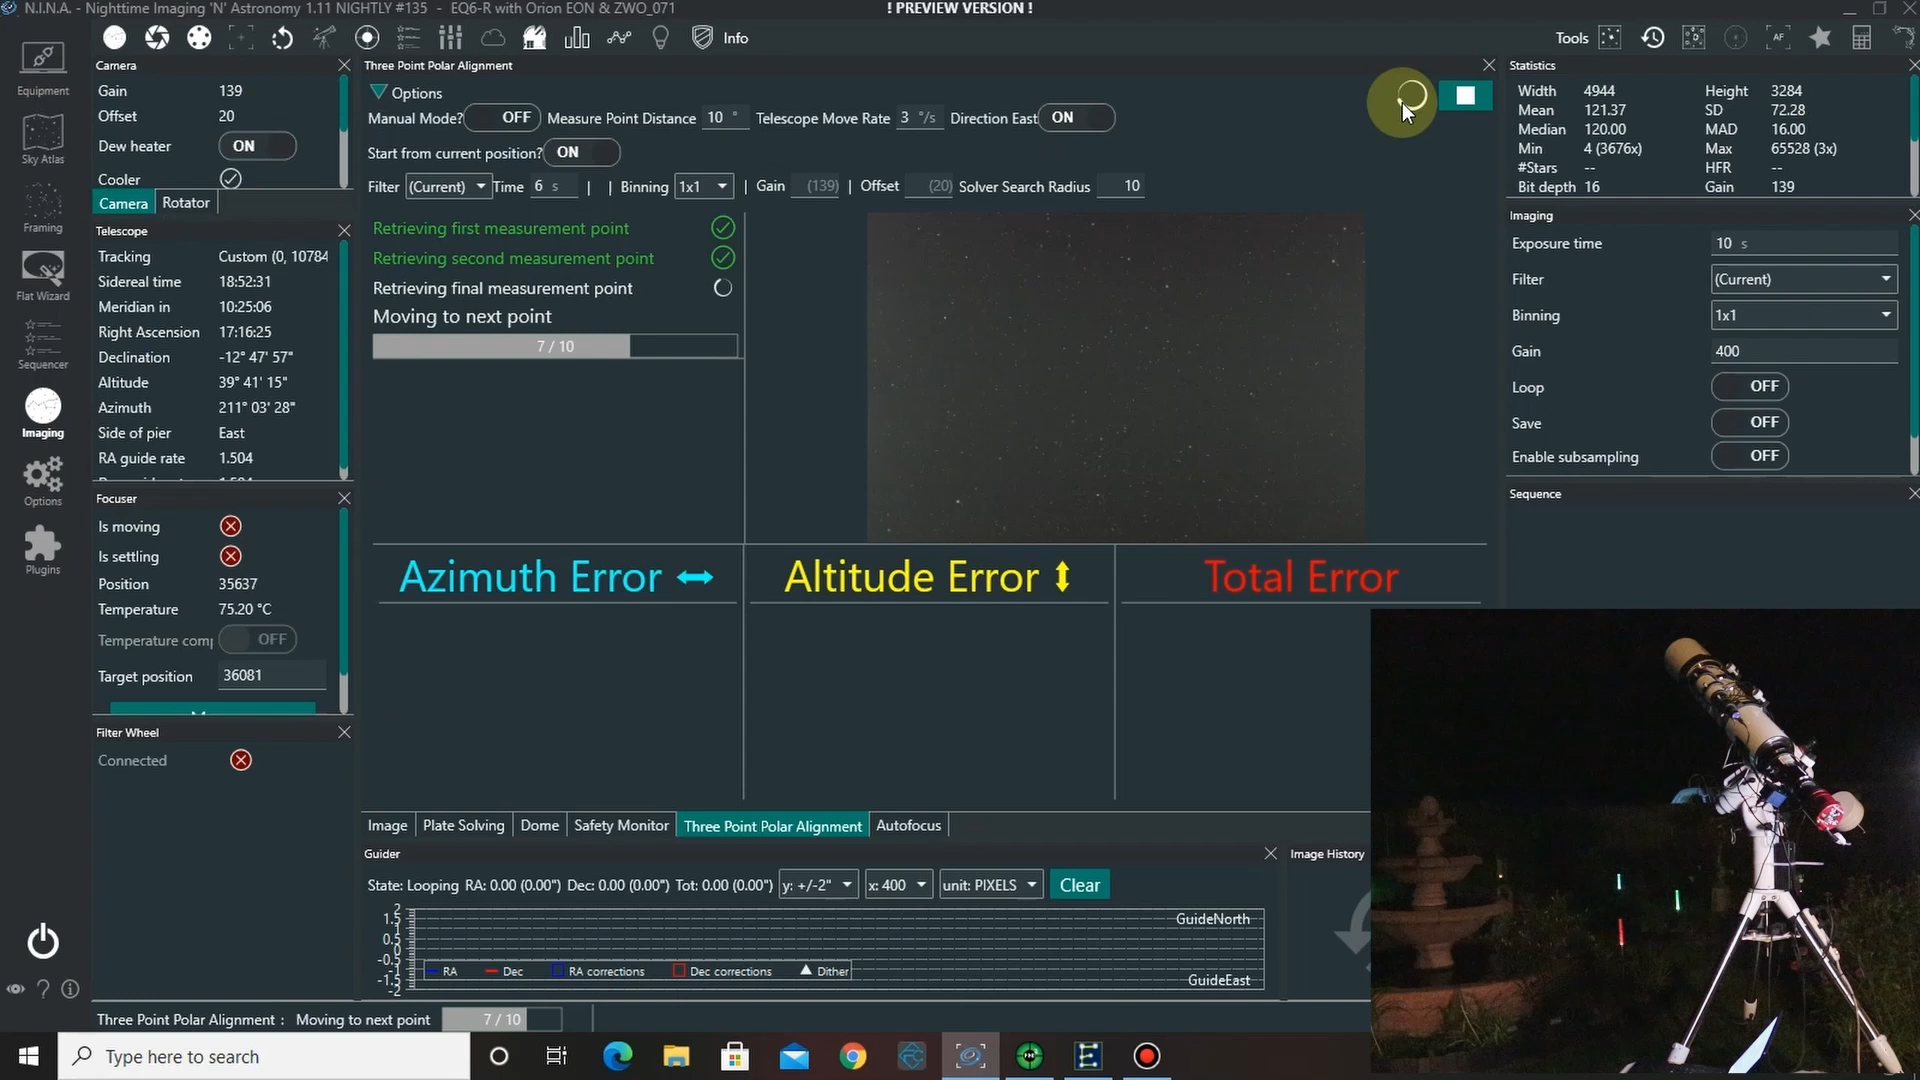 N.I.N.A. - Nighttime Imaging 'N' Astronomy 1.11 NIGHTLY #135 - EQ6-R with Orion EON & ZWO_071
! PREVIEW VERSION !
Info
Tools
AF
Equipment
Sky Atlas
Framing
Flat Wizard
Sequencer
Imaging
Options
Plugins
Camera
Gain 139
Offset 20
Dew heater ON
Cooler
Camera Rotator
Telescope
Tracking Custom (0, 10784
Sidereal time 18:52:31
Meridian in 10:25:06
Right Ascension 17:16:25
Declination -12° 47' 57"
Altitude 39° 41' 15"
Azimuth 211° 03' 28"
Side of pier East
RA guide rate 1.504
Focuser
Is moving
Is settling
Position 35637
Temperature 75.20 °C
Temperature comp OFF
Target position 36081
Filter Wheel
Connected
Three Point Polar Alignment
Options
Manual Mode? OFF Measure Point Distance 10 ° Telescope Move Rate 3 °/s Direction East ON
Start from current position? ON
Filter (Current) Time 6 s | | Binning 1x1 | Gain (139) | Offset (20) Solver Search Radius 10
Retrieving first measurement point
Retrieving second measurement point
Retrieving final measurement point
Moving to next point
7 / 10
Azimuth Error
Altitude Error
Total Error
Image Plate Solving Dome Safety Monitor Three Point Polar Alignment Autofocus
Guider
State: Looping RA: 0.00 (0.00") Dec: 0.00 (0.00") Tot: 0.00 (0.00") y: +/-2" x: 400 unit: PIXELS Clear
2
1.5
1
0.5
0
-0.5
-1
-1.5
-2
GuideNorth
GuideEast
RA Dec RA corrections Dec corrections Dither
Image History
Statistics
Width 4944 Height 3284
Mean 121.37 SD 72.28
Median 120.00 MAD 16.00
Min 4 (3676x) Max 65528 (3x)
#Stars -- HFR --
Bit depth 16 Gain 139
Imaging
Exposure time 10 s
Filter (Current)
Binning 1x1
Gain 400
Loop OFF
Save OFF
Enable subsampling OFF
Sequence
Three Point Polar Alignment : Moving to next point 7 / 10
Type here to search